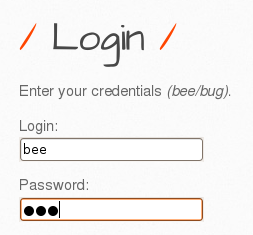 / Login /
Enter your credentials (bee/bug).
Login:
bee
Password:
●●●